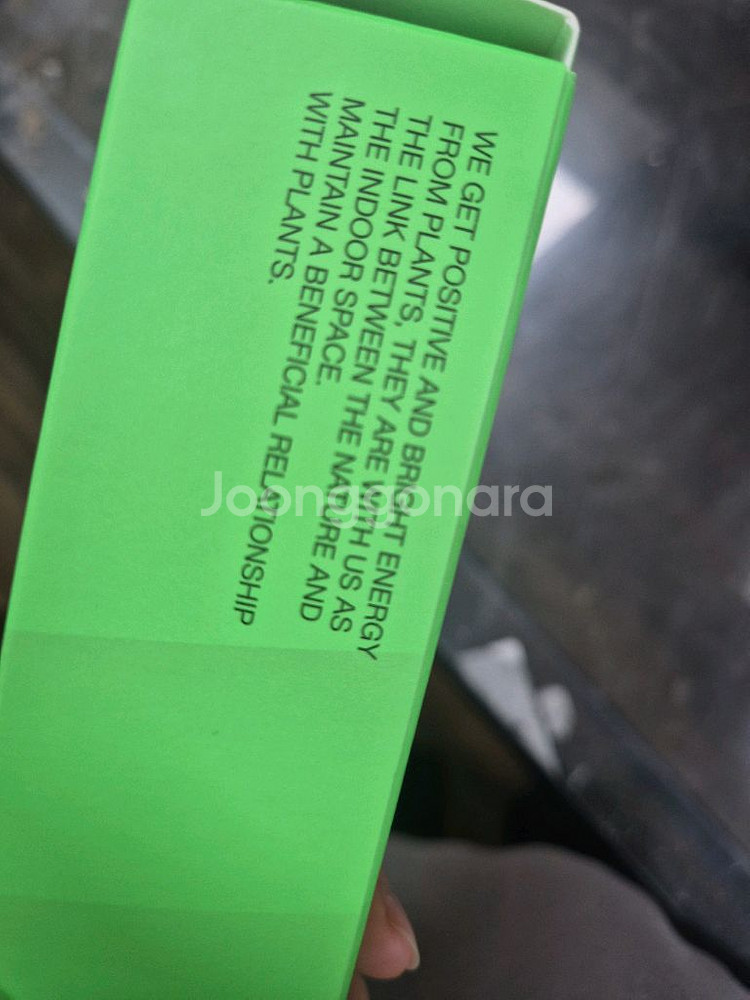 WE GET POSITIVE AND BRIGHT ENERGY
FROM PLANTS, THEY ARE WITH US AS
THE LINK BETWEEN THE NATURE AND
THE INDOOR SPACE.
MAINTAIN A BENEFICIAL RELATIONSHIP
WITH PLANTS.
Joonggonara